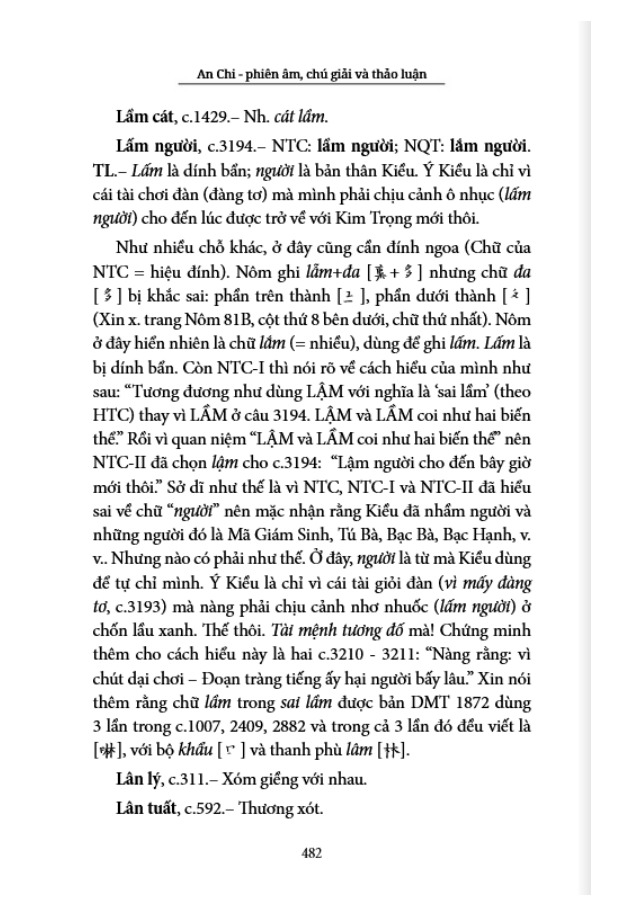 An Chi - phiên âm, chú giải và thảo luận
Lầm cát, c.1429.– Nh. cát lầm.
Lấm người, c.3194.– NTC: lầm người; NQT: lắm người.
TL.– Lấm là dính bẩn; người là bản thân Kiều. Ý Kiều là chỉ vì
cái tài chơi đàn (đàng tơ) mà mình phải chịu cảnh ô nhục (lấm
người) cho đến lúc được trở về với Kim Trọng mới thôi.
Như nhiều chỗ khác, ở đây cũng cần đính ngoa (Chữ của
NTC = hiệu đính). Nôm ghi lẫm+đa [ + ] nhưng chữ đa
[ ] bị khắc sai: phần trên thành [ ], phần dưới thành [ ]
(Xin x. trang Nôm 81B, cột thứ 8 bên dưới, chữ thứ nhất). Nôm
ở đây hiển nhiên là chữ lắm (= nhiều), dùng để ghi lấm. Lấm là
bị dính bẩn. Còn NTC-I thì nói rõ về cách hiểu của mình như
sau: “Tương đương như dùng LẬM với nghĩa là ‘sai lầm’ (theo
HTC) thay vì LẦM ở câu 3194. LẬM và LẦM coi như hai biến
thể.” Rồi vì quan niệm “LẬM và LẦM coi như hai biến thể” nên
NTC-II đã chọn lậm cho c.3194: “Lậm người cho đến bây giờ
mới thôi.” Sở dĩ như thế là vì NTC, NTC-I và NTC-II đã hiểu
sai về chữ “người” nên mặc nhận rằng Kiều đã nhầm người và
những người đó là Mã Giám Sinh, Tú Bà, Bạc Bà, Bạc Hạnh, v.
v.. Nhưng nào có phải như thế. Ở đây, người là từ mà Kiều dùng
để tự chỉ mình. Ý Kiều là chỉ vì cái tài giỏi đàn (vì mấy đàng
tơ, c.3193) mà nàng phải chịu cảnh nhơ nhuốc (lấm người) ở
chốn lầu xanh. Thế thôi. Tài mệnh tương đố mà! Chứng minh
thêm cho cách hiểu này là hai c.3210 - 3211: “Nàng rằng: vì
chút dại chơi – Đoạn tràng tiếng ấy hại người bấy lâu.” Xin nói
thêm rằng chữ lầm trong sai lầm được bản DMT 1872 dùng
3 lần trong c.1007, 2409, 2882 và trong cả 3 lần đó đều viết là
[啉], với bộ khẩu [ ] và thanh phù lâm [林].
Lân lý, c.311.– Xóm giềng với nhau.
Lân tuất, c.592.– Thương xót.
482